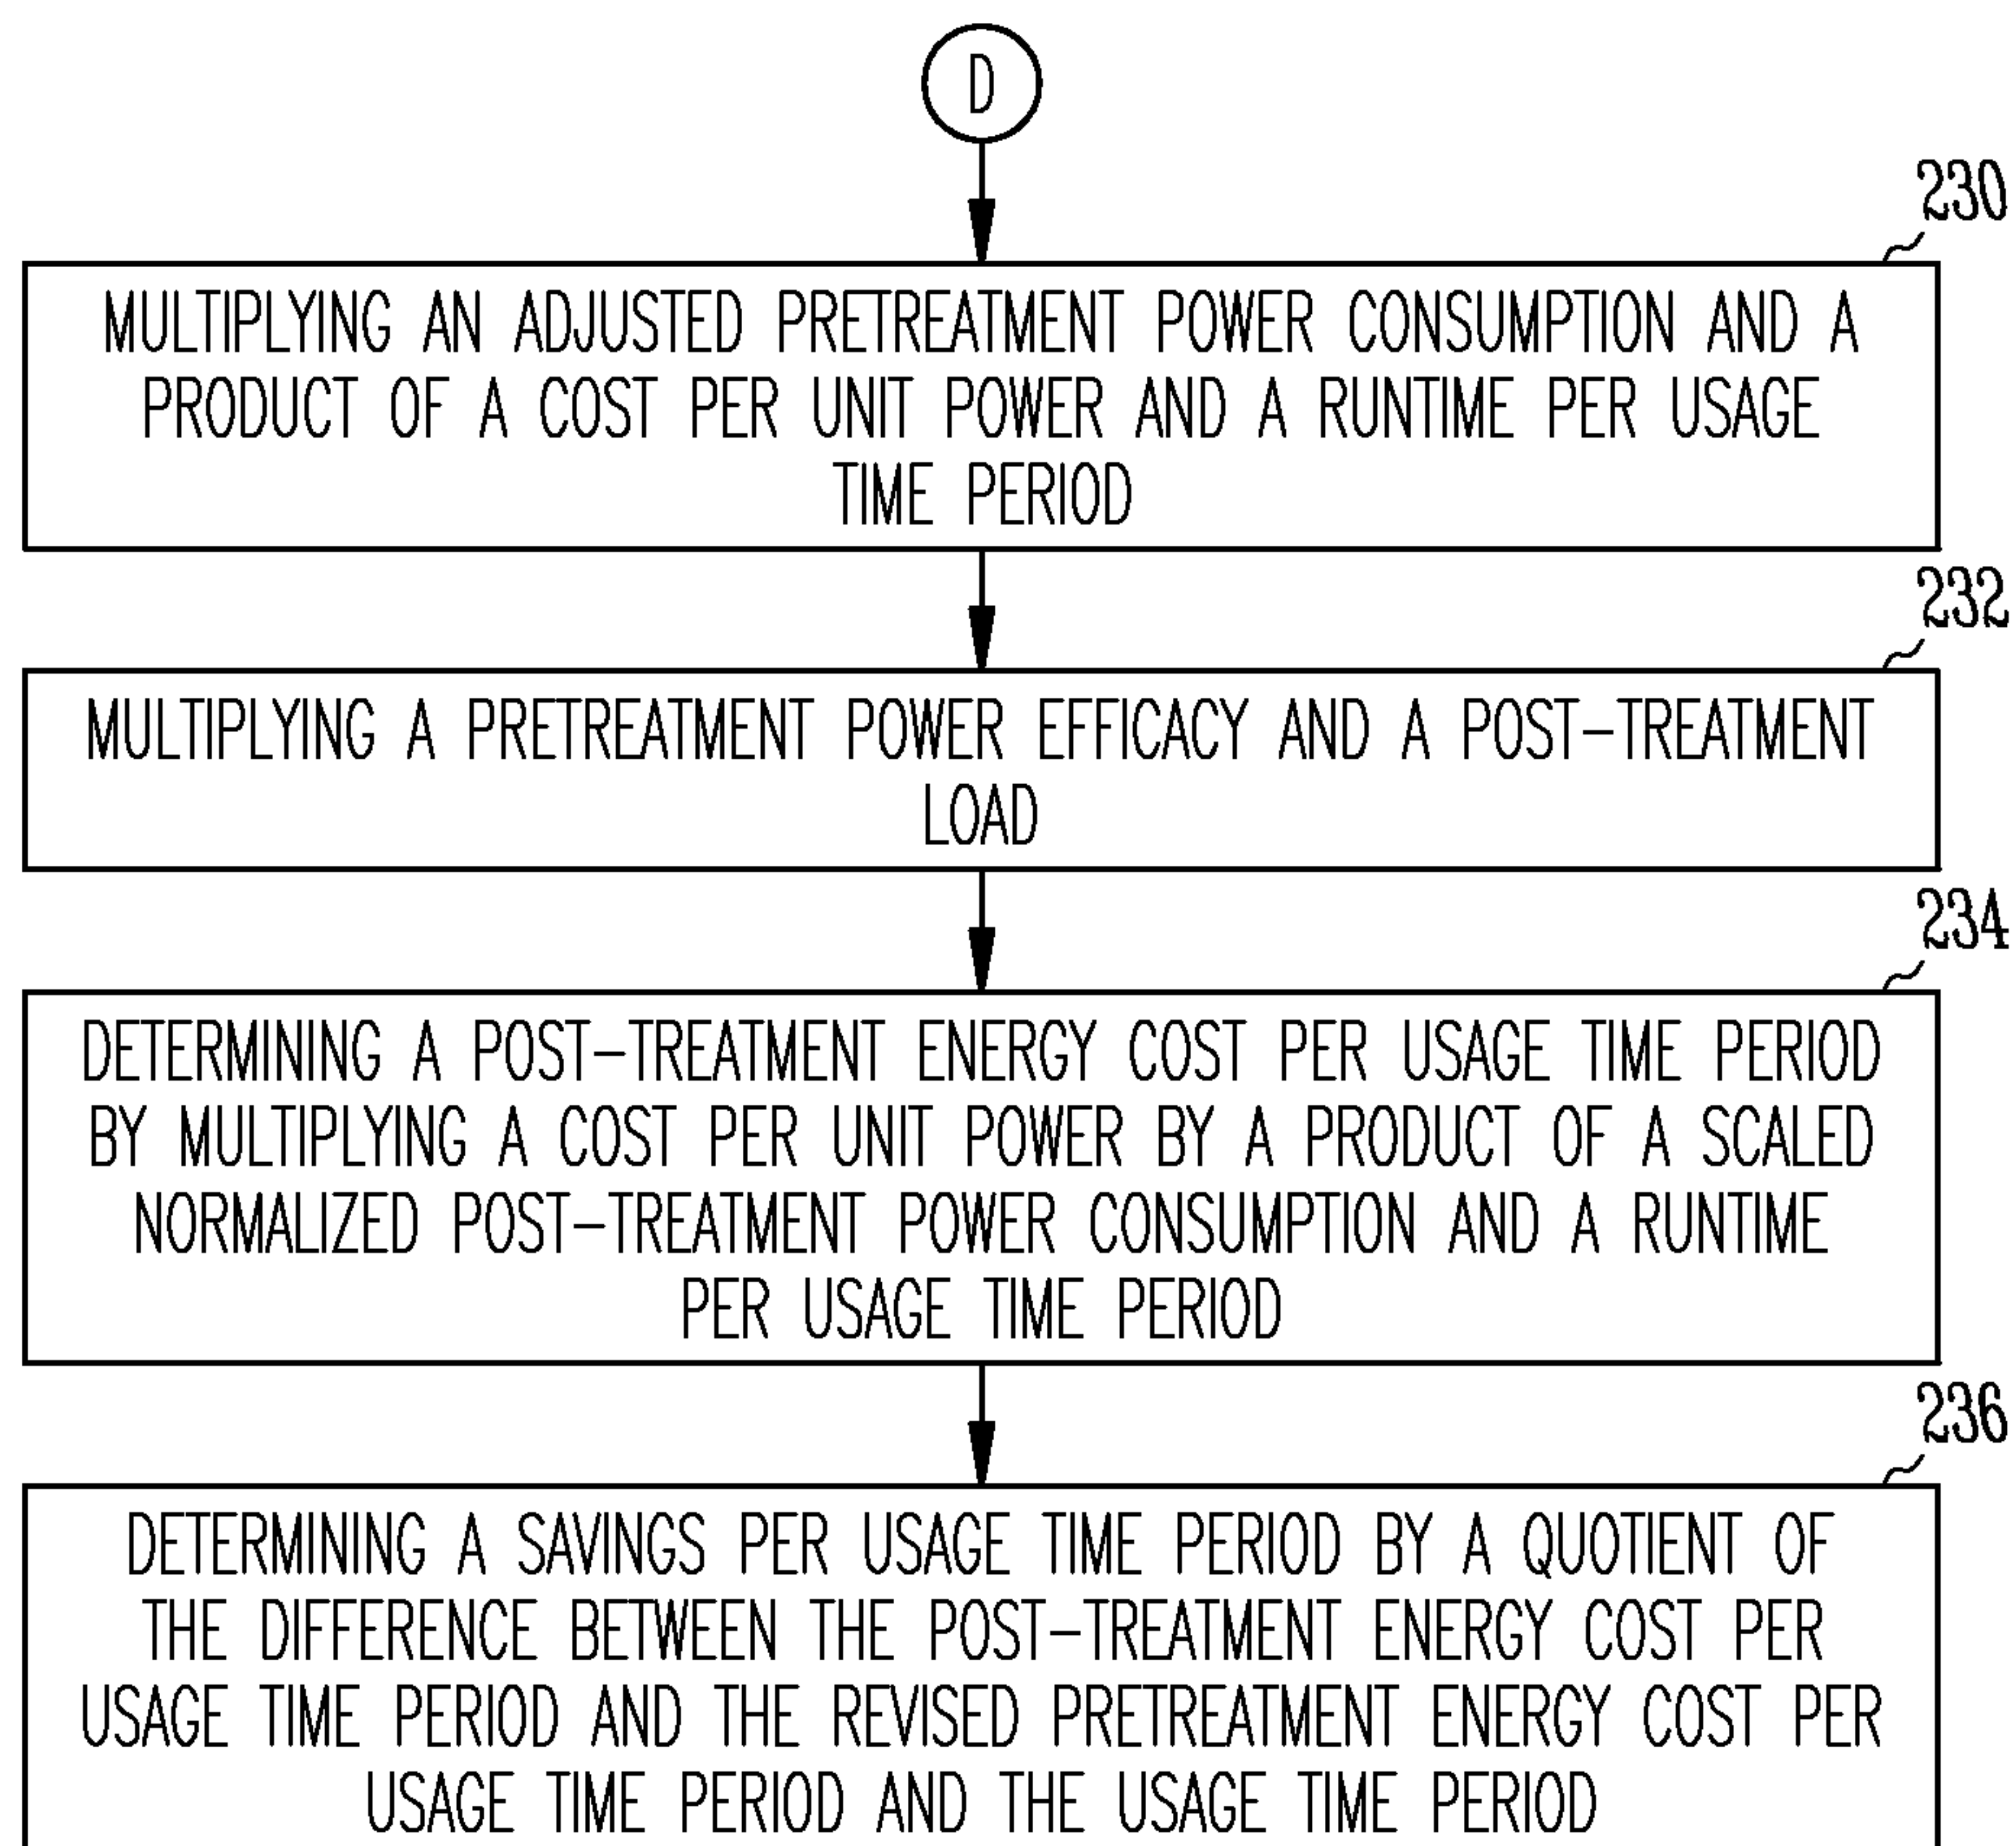 D
230
MULTIPLYING AN ADJUSTED PRETREATMENT POWER CONSUMPTION AND A
PRODUCT OF A COST PER UNIT POWER AND A RUNTIME PER USAGE
TIME PERIOD
232
MULTIPLYING A PRETREATMENT POWER EFFICACY AND A POST-TREATMENT
LOAD
234
DETERMINING A POST-TREATMENT ENERGY COST PER USAGE TIME PERIOD
BY MULTIPLYING A COST PER UNIT POWER BY A PRODUCT OF A SCALED
NORMALIZED POST-TREATMENT POWER CONSUMPTION AND A RUNTIME
PER USAGE TIME PERIOD
236
DETERMINING A SAVINGS PER USAGE TIME PERIOD BY A QUOTIENT OF
THE DIFFERENCE BETWEEN THE POST-TREATMENT ENERGY COST PER
USAGE TIME PERIOD AND THE REVISED PRETREATMENT ENERGY COST PER
USAGE TIME PERIOD AND THE USAGE TIME PERIOD